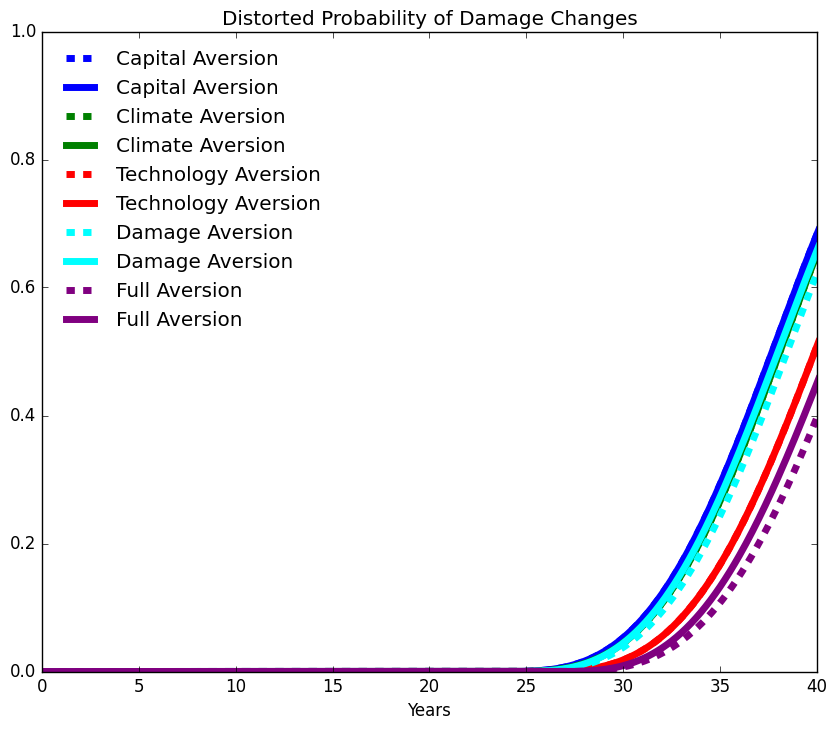 Distorted Probability of Damage Changes
1.0
0.8
0.6
0.4
0.2
0.0
Capital Aversion
Capital Aversion
Climate Aversion
Climate Aversion
Technology Aversion
Technology Aversion
Damage Aversion
Damage Aversion
Full Aversion
Full Aversion
0 5 10 15 20 25 30 35 40
Years